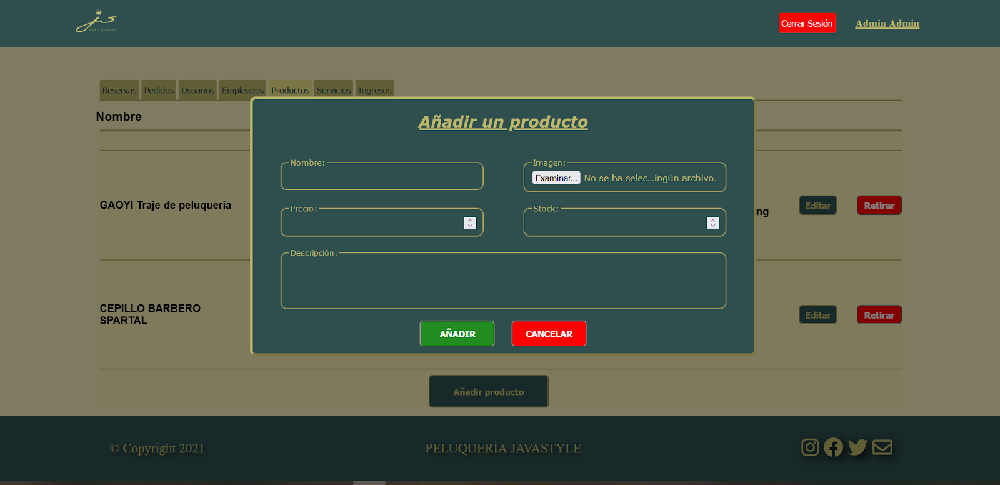 js
PELUQUERÍA
Cerrar Sesión
Admin Admin
Reservas Pedidos Usuarios Empleados Productos Servicios Ingresos
Nombre
Añadir un producto
Nombre:
Imagen:
Examinar... No se ha selec...ingún archivo.
GAOYI Traje de peluqueria
Precio:
Stock:
ng
Editar
Retirar
Descripción:
CEPILLO BARBERO
SPARTAL
Editar
Retirar
AÑADIR
CANCELAR
Añadir producto
© Copyright 2021
PELUQUERÍA JAVASTYLE